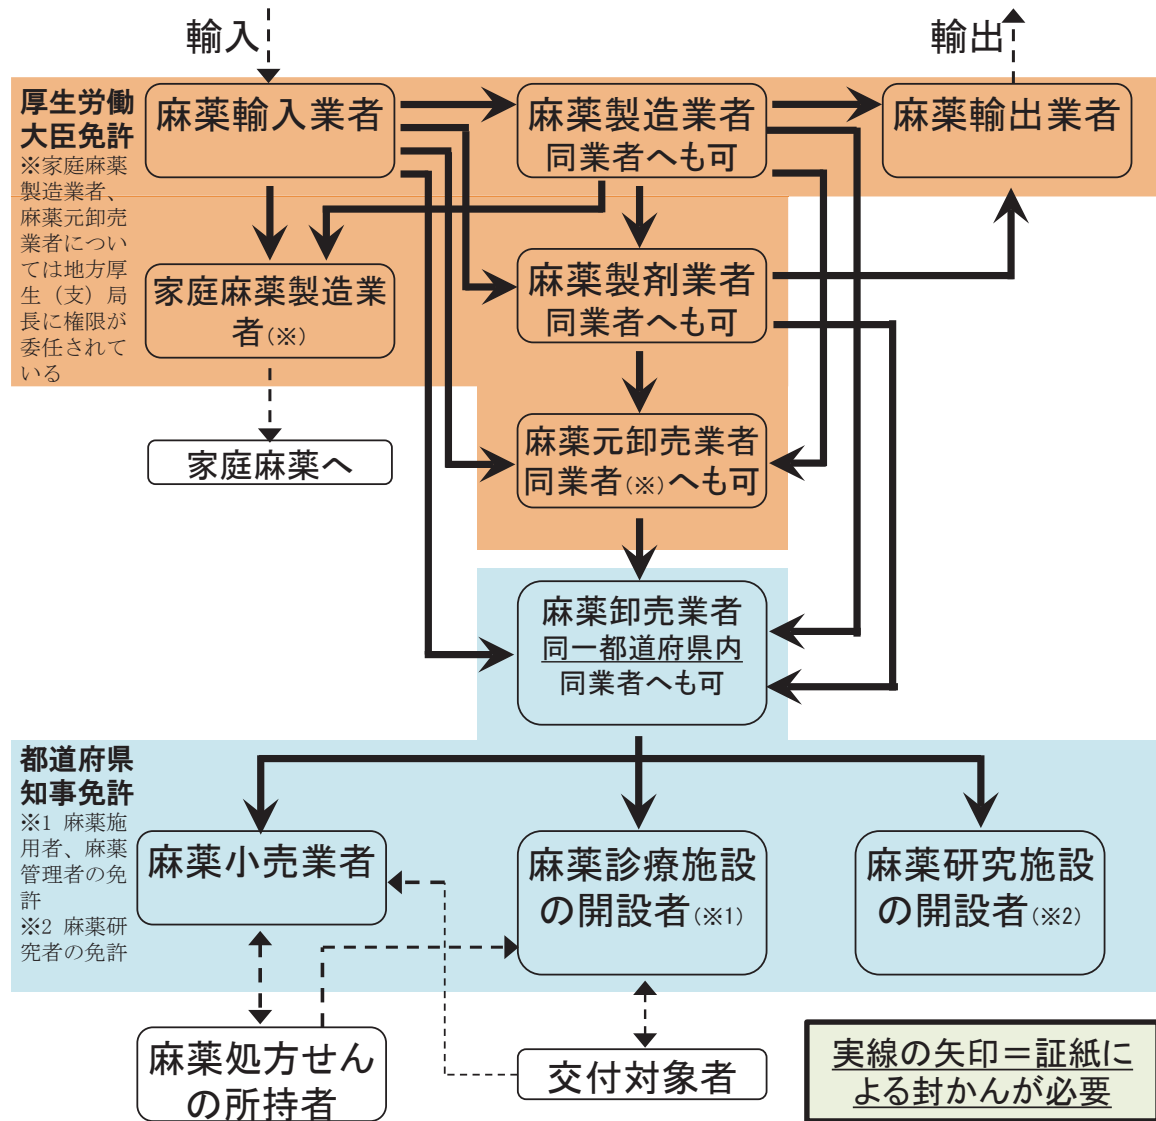 輸入
輸出
厚生労働
大臣免許
※家庭麻薬
製造業者、
麻薬元卸売
業者につい
ては地方厚
生（支）局
長に権限が
委任されて
いる
麻薬輸入業者
麻薬製造業者
同業者へも可
麻薬輸出業者
家庭麻薬製造業
者(※)
麻薬製剤業者
同業者へも可
家庭麻薬へ
麻薬元卸売業者
同業者(※)へも可
麻薬卸売業者
同一都道府県内
同業者へも可
都道府県
知事免許
※1 麻薬施
用者、麻薬
管理者の免
許
※2 麻薬研
究者の免許
麻薬小売業者
麻薬診療施設
の開設者(※1)
麻薬研究施設
の開設者(※2)
麻薬処方せん
の所持者
交付対象者
実線の矢印＝証紙に
よる封かんが必要